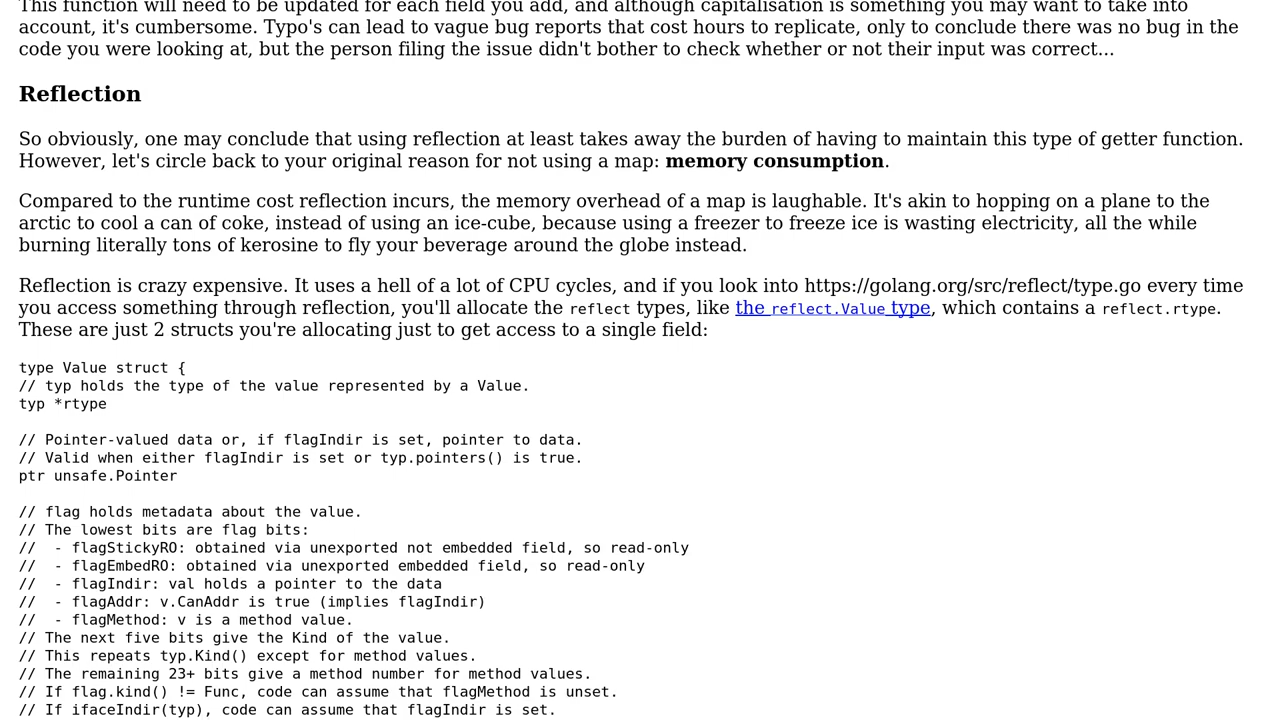 This function will need to be updated for each field you add, and although capitalisation is something you may want to take into
account, it's cumbersome. Typo's can lead to vague bug reports that cost hours to replicate, only to conclude there was no bug in the
code you were looking at, but the person filing the issue didn't bother to check whether or not their input was correct...
Reflection
So obviously, one may conclude that using reflection at least takes away the burden of having to maintain this type of getter function.
However, let's circle back to your original reason for not using a map: memory consumption.
Compared to the runtime cost reflection incurs, the memory overhead of a map is laughable. It's akin to hopping on a plane to the
arctic to cool a can of coke, instead of using an ice-cube, because using a freezer to freeze ice is wasting electricity, all the while
burning literally tons of kerosine to fly your beverage around the globe instead.
Reflection is crazy expensive. It uses a hell of a lot of CPU cycles, and if you look into https://golang.org/src/reflect/type.go every time
you access something through reflection, you'll allocate the reflect types, like the reflect.Value type, which contains a reflect.rtype.
These are just 2 structs you're allocating just to get access to a single field:
type Value struct {
// typ holds the type of the value represented by a Value.
typ *rtype
// Pointer-valued data or, if flagIndir is set, pointer to data.
// Valid when either flagIndir is set or typ.pointers() is true.
ptr unsafe.Pointer
// flag holds metadata about the value.
// The lowest bits are flag bits:
//  - flagStickyRO: obtained via unexported not embedded field, so read-only
//  - flagEmbedRO: obtained via unexported embedded field, so read-only
//  - flagIndir: val holds a pointer to the data
//  - flagAddr: v.CanAddr is true (implies flagIndir)
//  - flagMethod: v is a method value.
// The next five bits give the Kind of the value.
// This repeats typ.Kind() except for method values.
// The remaining 23+ bits give a method number for method values.
// If flag.kind() != Func, code can assume that flagMethod is unset.
// If ifaceIndir(typ), code can assume that flagIndir is set.